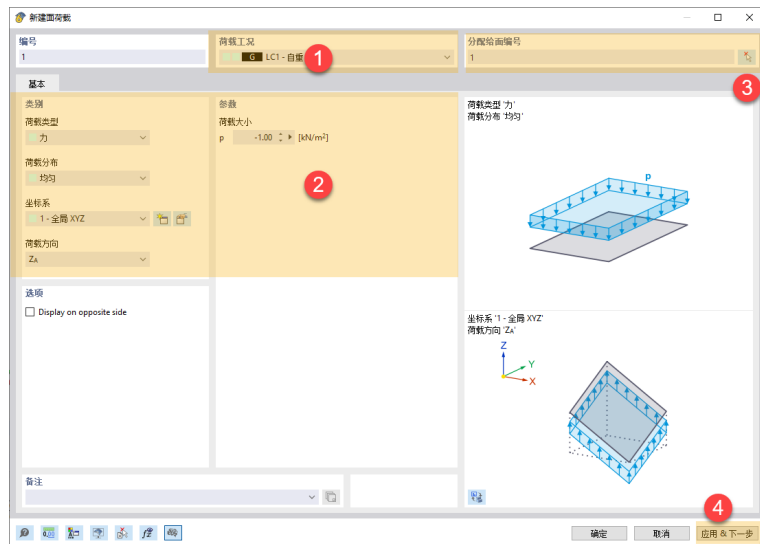 新建面荷载
编号
1
荷载工况
G LC1 - 自重
1
分配给面编号
1
3
基本
类别
荷载类型
力
荷载分布
均匀
坐标系
1 - 全局 XYZ
荷载方向
ZA
参数
荷载大小
p -1.00 [kN/m²]
2
荷载类型 '力'
荷载分布 '均匀'
p
选项
Display on opposite side
坐标系 '1 - 全局 XYZ'
荷载方向 'ZA'
Z
Y
X
备注
4
0,00
确定
取消
应用 & 下一步